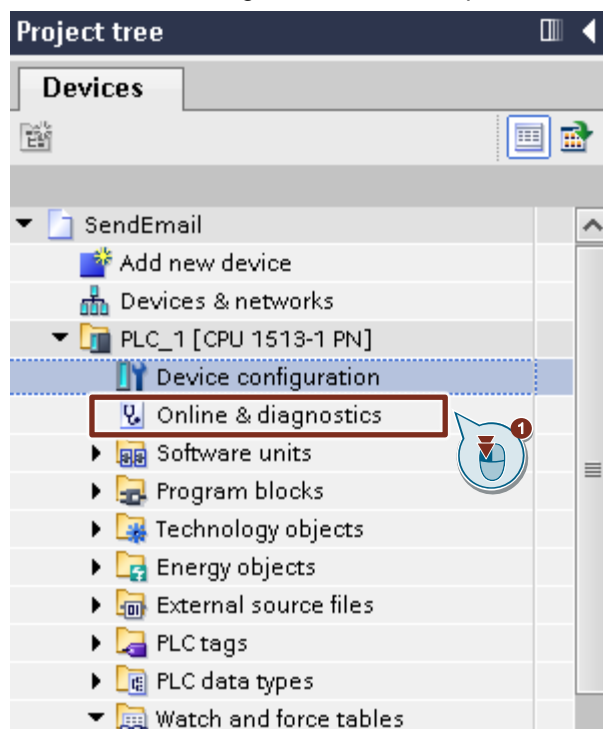 Project tree
Devices
SendEmail
Add new device
Devices & networks
PLC_1 [CPU 1513-1 PN]
Device configuration
Online & diagnostics
1
Software units
Program blocks
Technology objects
Energy objects
External source files
PLC tags
PLC data types
Watch and force tables